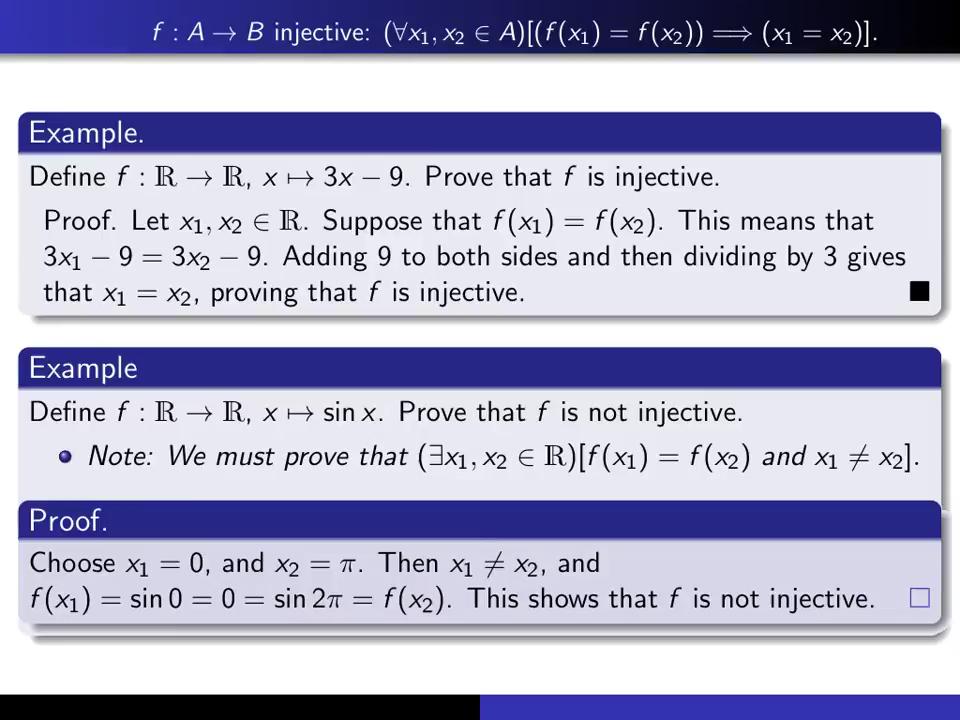 f : A → B injective: (∀x₁, x₂ ∈ A)[(f(x₁) = f(x₂)) ⟹ (x₁ = x₂)].
Example.
Define f : ℝ → ℝ, x ↦ 3x − 9. Prove that f is injective.
Proof. Let x₁, x₂ ∈ ℝ. Suppose that f(x₁) = f(x₂). This means that
3x₁ − 9 = 3x₂ − 9. Adding 9 to both sides and then dividing by 3 gives
that x₁ = x₂, proving that f is injective. ■
Example
Define f : ℝ → ℝ, x ↦ sin x. Prove that f is not injective.
Note: We must prove that (∃x₁, x₂ ∈ ℝ)[f(x₁) = f(x₂) and x₁ ≠ x₂].
Proof.
Choose x₁ = 0, and x₂ = π. Then x₁ ≠ x₂, and
f(x₁) = sin 0 = 0 = sin 2π = f(x₂). This shows that f is not injective. □